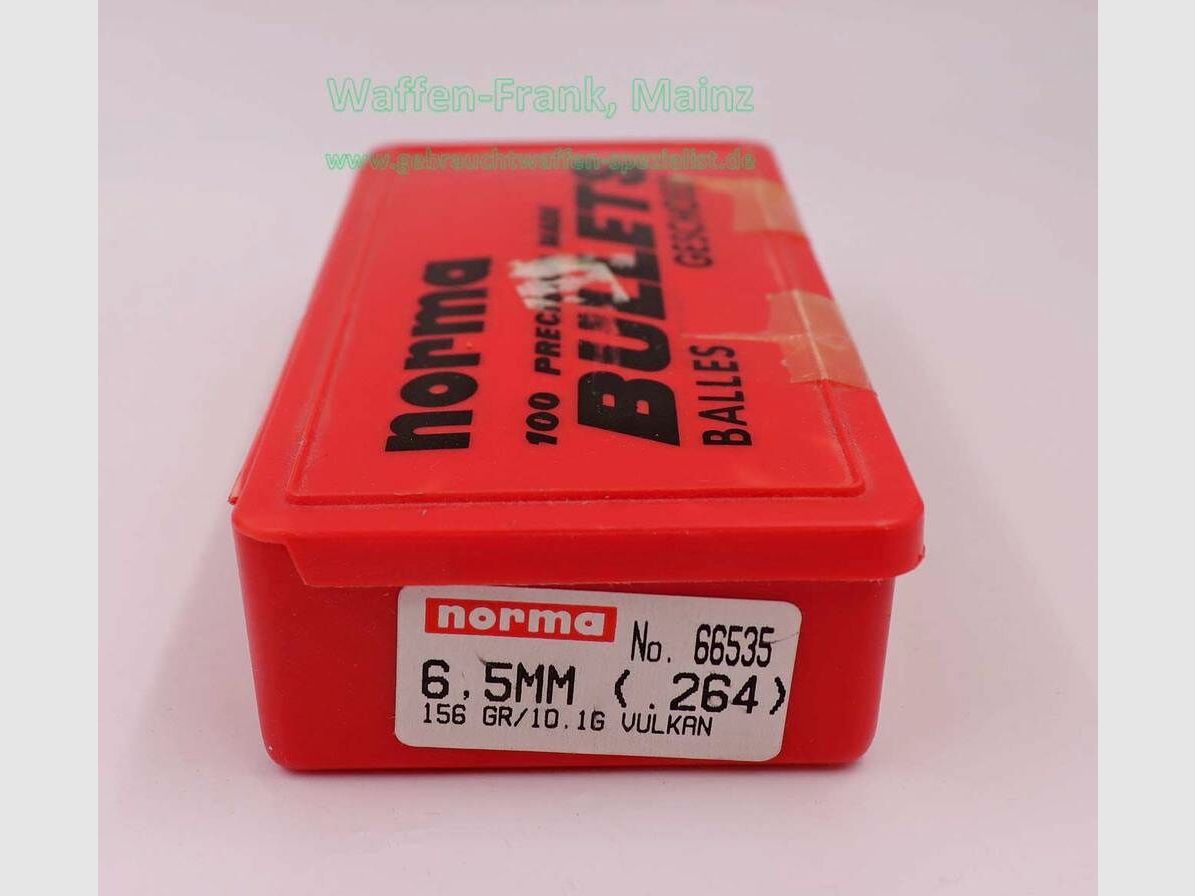 Waffen-Frank, Mainz
www.gebrauchtwaffen-spezialist.de
norma
100 MADE
BULLETS
BALLES
norma
No. 66535
6,5MM (.264)
156 GR/10.1G VULKAN